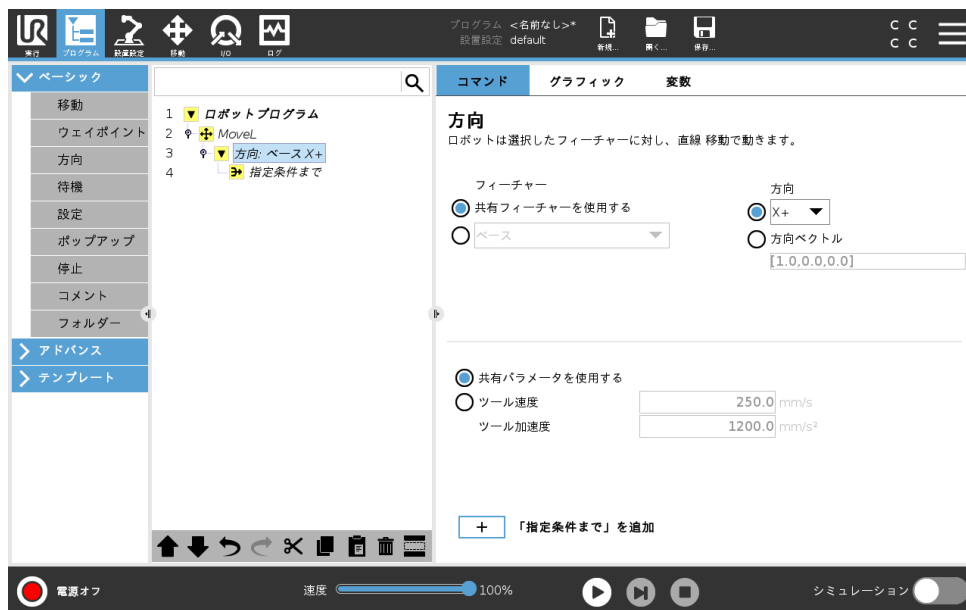 UR
実行
プログラム
設置設定
移動
I/O
ログ
プログラム <名前なし>*
設置設定 default
新規...
開く...
保存...
C C
C C
ベーシック
移動
ウェイポイント
方向
待機
設定
ポップアップ
停止
コメント
フォルダー
アドバンス
テンプレート
1 ロボットプログラム
2 MoveL
3 方向: ベース X+
4 指定条件まで
コマンド グラフィック 変数
方向
ロボットは選択したフィーチャーに対し、直線 移動で動きます。
フィーチャー
共有フィーチャーを使用する
ベース
方向
X+
方向ベクトル
[1.0,0.0,0.0]
共有パラメータを使用する
ツール速度 250.0 mm/s
ツール加速度 1200.0 mm/s²
+ 「指定条件まで」を追加
電源オフ
速度 100%
シミュレーション